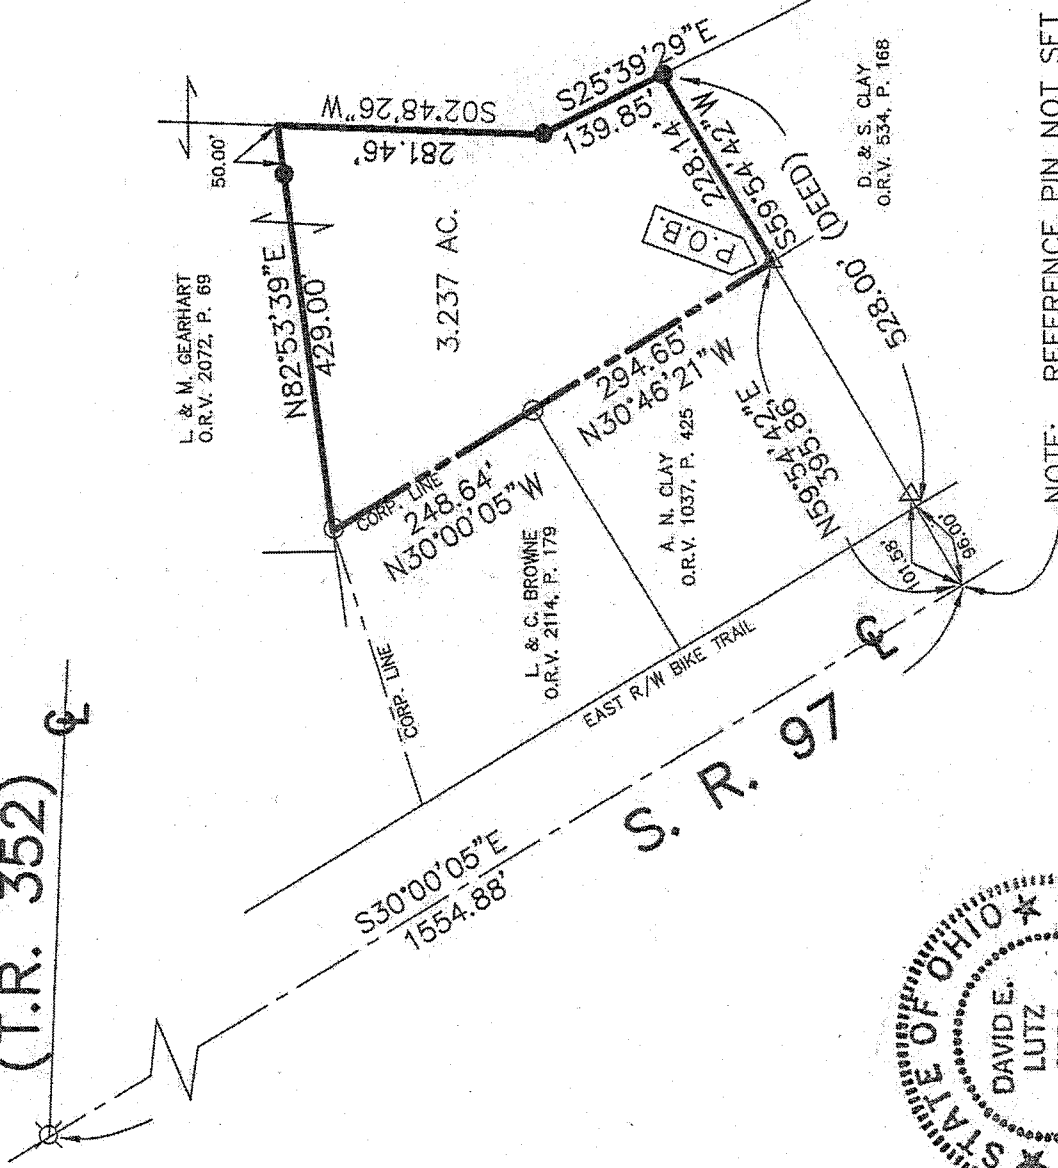 (T.R. 352)
℄
L. & M. GEARHART
O.R.V. 2072, P. 69
50.00'
N82°53'39"E
429.00'
S02°48'26"W
281.46'
S25°39'29"E
139.85'
3.237 AC.
P.O.B.
228.14'
S59°54'42"W
D. & S. CLAY
O.R.V. 534, P. 168
528.00' (DEED)
CORP. LINE
248.64'
N30°00'05"W
294.65'
N30°46'21"W
CORP. LINE
L. & C. BROWNE
O.R.V. 2114, P. 179
A. N. CLAY
O.R.V. 1037, P. 425
N59°54'42"E
395.86'
101.58'
96.00'
EAST R/W BIKE TRAIL
℄
S. R. 97
S30°00'05"E
1554.88'
NOTE: REFERENCE PIN NOT SET
STATE OF OHIO
DAVID E.
LUTZ